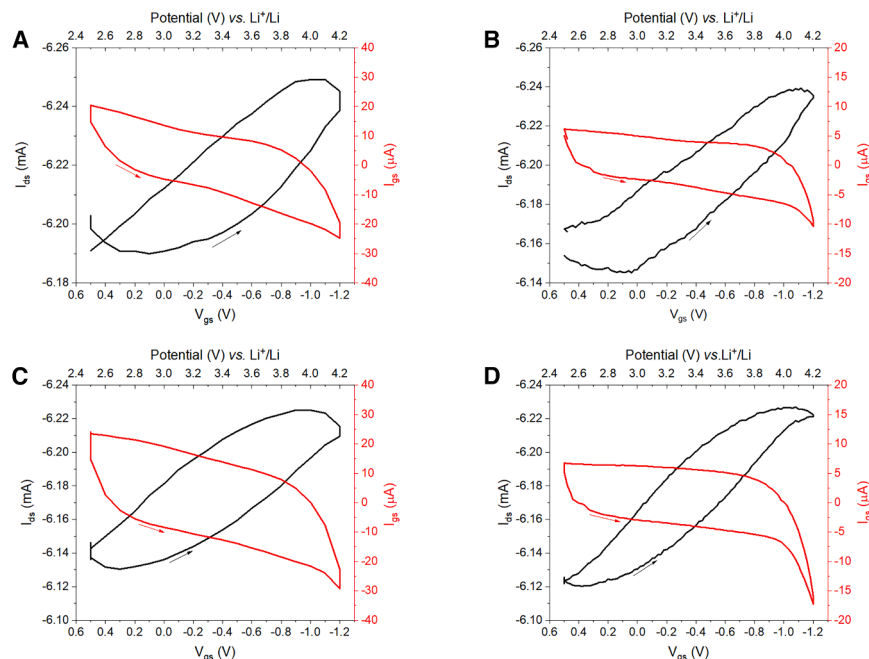 A
Potential (V) vs. Li⁺/Li
2.4 2.6 2.8 3.0 3.2 3.4 3.6 3.8 4.0 4.2
-6.26
-6.24
-6.22
-6.20
-6.18
I_ds (mA)
40
30
20
10
0
-10
-20
-30
-40
I_gs (µA)
0.6 0.4 0.2 0.0 -0.2 -0.4 -0.6 -0.8 -1.0 -1.2
V_gs (V)
B
Potential (V) vs. Li⁺/Li
2.4 2.6 2.8 3.0 3.2 3.4 3.6 3.8 4.0 4.2
-6.26
-6.24
-6.22
-6.20
-6.18
-6.16
-6.14
I_ds (mA)
20
15
10
5
0
-5
-10
-15
-20
I_gs (µA)
0.6 0.4 0.2 0.0 -0.2 -0.4 -0.6 -0.8 -1.0 -1.2
V_gs (V)
C
Potential (V) vs. Li⁺/Li
2.4 2.6 2.8 3.0 3.2 3.4 3.6 3.8 4.0 4.2
-6.24
-6.22
-6.20
-6.18
-6.16
-6.14
-6.12
-6.10
I_ds (mA)
40
30
20
10
0
-10
-20
-30
-40
I_gs (µA)
0.6 0.4 0.2 0.0 -0.2 -0.4 -0.6 -0.8 -1.0 -1.2
V_gs (V)
D
Potential (V) vs.Li⁺/Li
2.4 2.6 2.8 3.0 3.2 3.4 3.6 3.8 4.0 4.2
-6.24
-6.22
-6.20
-6.18
-6.16
-6.14
-6.12
-6.10
I_ds (mA)
20
15
10
5
0
-5
-10
-15
-20
I_gs (µA)
0.6 0.4 0.2 0.0 -0.2 -0.4 -0.6 -0.8 -1.0 -1.2
V_gs (V)